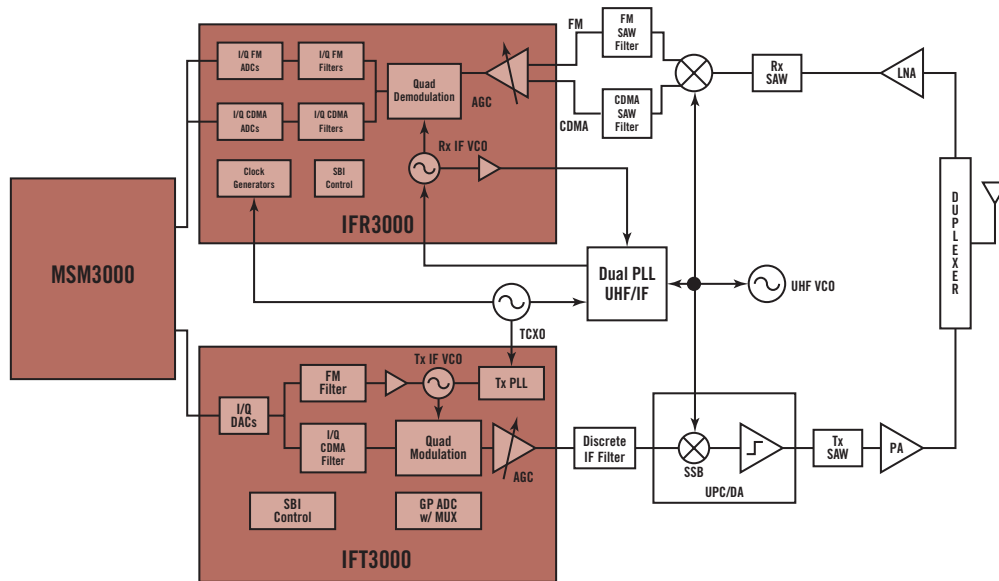 I/Q FM
ADCs
I/Q FM
Filters
Quad
Demodulation
AGC
FM
FM
SAW
Filter
Rx
SAW
LNA
I/Q CDMA
ADCs
I/Q CDMA
Filters
CDMA
CDMA
SAW
Filter
Rx IF VCO
Clock
Generators
SBI
Control
IFR3000
MSM3000
Dual PLL
UHF/IF
UHF VCO
DUPLEXER
TCXO
Tx IF VCO
FM
Filter
Tx PLL
I/Q
DACs
I/Q
CDMA
Filter
Quad
Modulation
AGC
Discrete
IF Filter
SSB
UPC/DA
Tx
SAW
PA
SBI
Control
GP ADC
w/ MUX
IFT3000